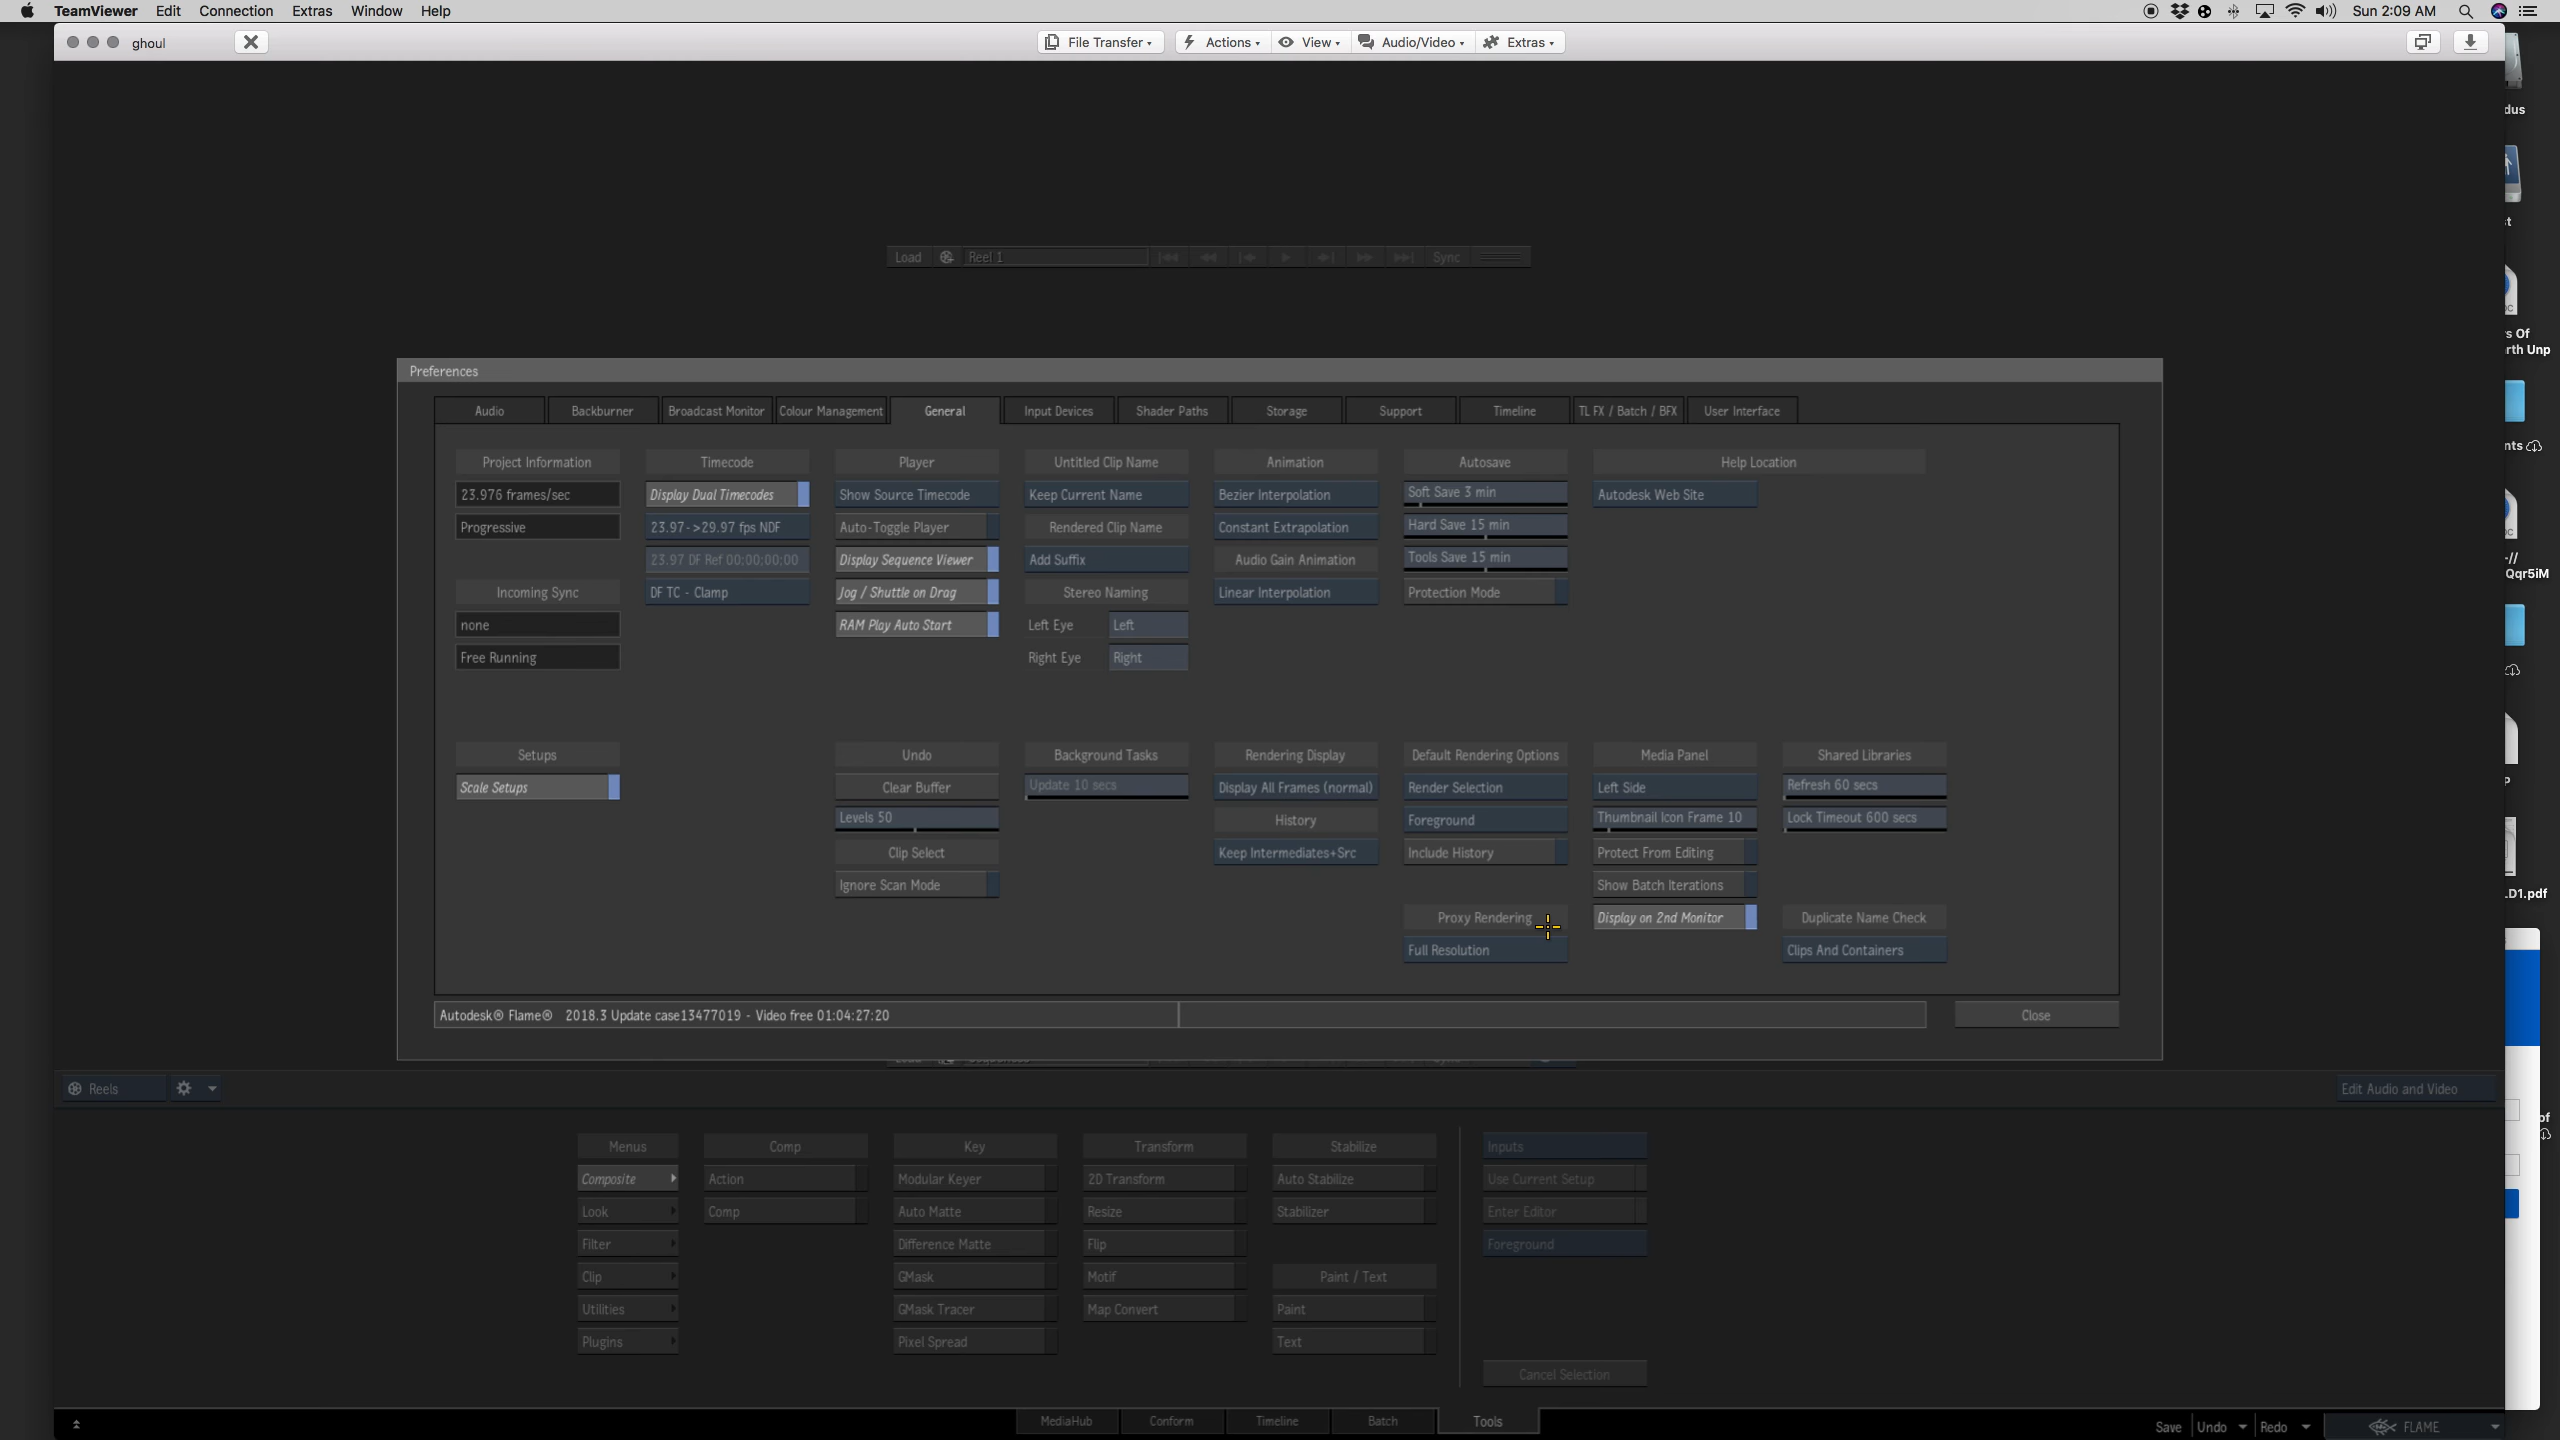 TeamViewer Edit Connection Extras Window Help
Sun 2:09 AM
ghoul
File Transfer Actions View Audio/Video Extras
dus
st
s Of
rth Unp
nts
-//
Qqr5iM
P
LD1.pdf
of
Load Reel 1 Sync
Preferences
Audio Backburner Broadcast Monitor Colour Management General Input Devices Shader Paths Storage Support Timeline TL FX / Batch / BFX User Interface
Project Information Timecode Player Untitled Clip Name Animation Autosave Help Location
23.976 frames/sec Display Dual Timecodes Show Source Timecode Keep Current Name Bezier Interpolation Soft Save 3 min Autodesk Web Site
Progressive 23.97->29.97 fps NDF Auto-Toggle Player Rendered Clip Name Constant Extrapolation Hard Save 15 min
23.97 DF Ref 00;00;00;00 Display Sequence Viewer Add Suffix Audio Gain Animation Tools Save 15 min
Incoming Sync DF TC - Clamp Jog / Shuttle on Drag Stereo Naming Linear Interpolation Protection Mode
none RAM Play Auto Start Left Eye Left
Free Running Right Eye Right
Setups Undo Background Tasks Rendering Display Default Rendering Options Media Panel Shared Libraries
Scale Setups Clear Buffer Update 10 secs Display All Frames (normal) Render Selection Left Side Refresh 60 secs
Levels 50 History Foreground Thumbnail Icon Frame 10 Lock Timeout 600 secs
Clip Select Keep Intermediates+Src Include History Protect From Editing
Ignore Scan Mode Show Batch Iterations
Proxy Rendering Display on 2nd Monitor Duplicate Name Check
Full Resolution Clips And Containers
Autodesk® Flame® 2018.3 Update case13477019 - Video free 01:04:27:20 Close
Reels Edit Audio and Video
Menus Comp Key Transform Stabilize Inputs
Composite Action Modular Keyer 2D Transform Auto Stabilize Use Current Setup
Look Comp Auto Matte Resize Stabilizer Enter Editor
Filter Difference Matte Flip Foreground
Clip GMask Motif Paint / Text
Utilities GMask Tracer Map Convert Paint
Plugins Pixel Spread Text
Cancel Selection
MediaHub Conform Timeline Batch Tools
Save Undo Redo FLAME